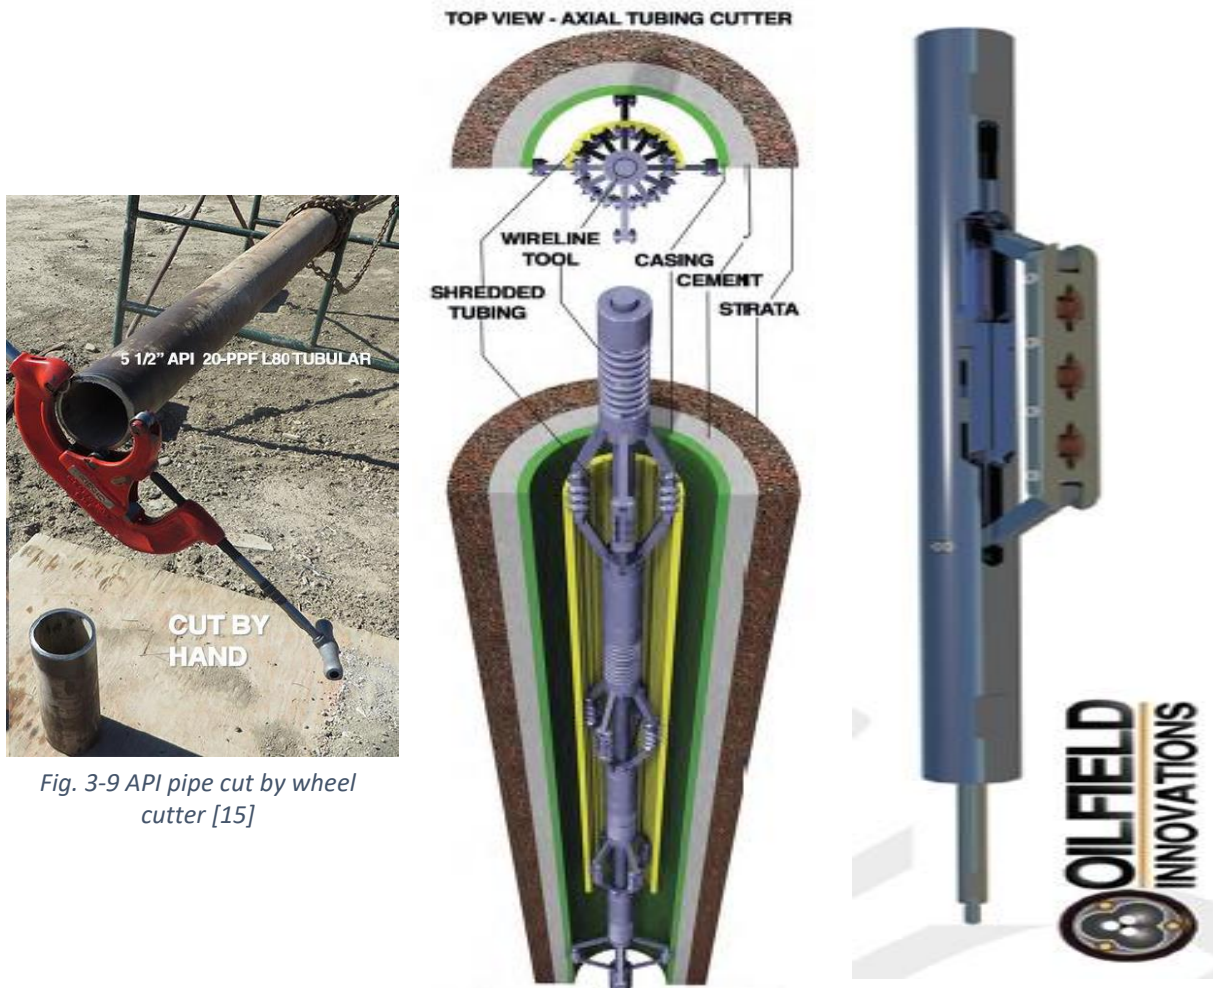 TOP VIEW - AXIAL TUBING CUTTER
WIRELINE
TOOL
CASING
CEMENT
SHREDDED
TUBING
STRATA
5 1/2" API 20-PPF L80 TUBULAR
CUT BY
HAND
Fig. 3-9 API pipe cut by wheel
cutter [15]
OILFIELD
INNOVATIONS